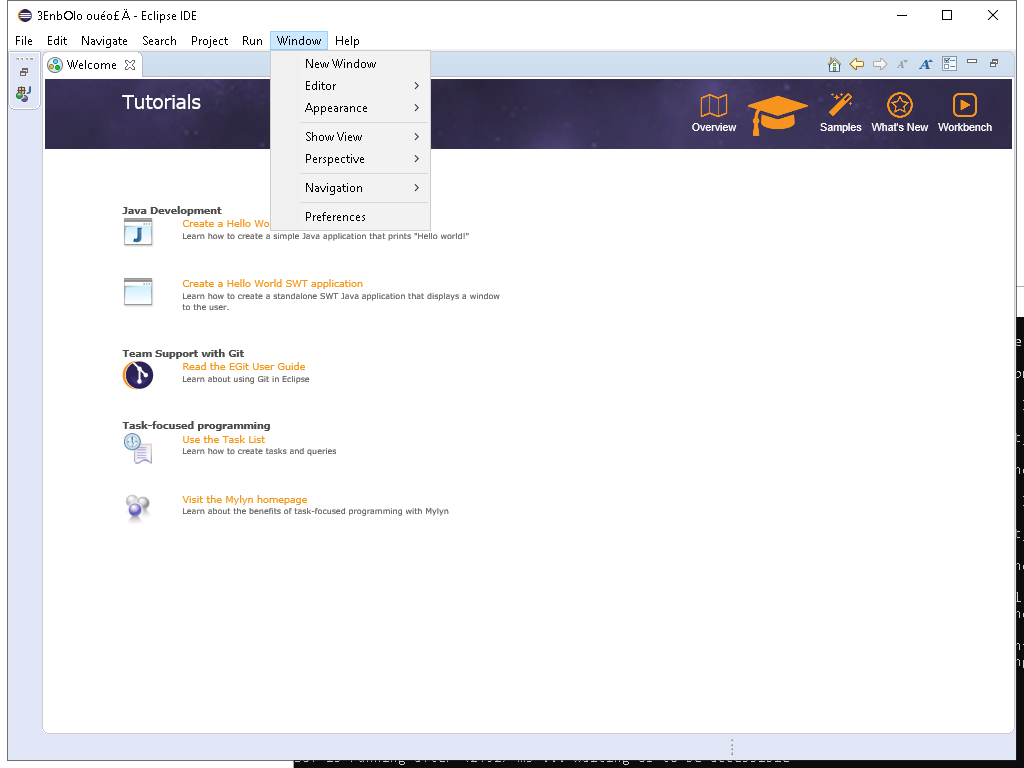 3EnbOlo ouéo£ Ä - Eclipse IDE
File Edit Navigate Search Project Run Window Help
Welcome
New Window
Editor
Appearance
Show View
Perspective
Navigation
Preferences
Tutorials
Overview
Samples
What's New
Workbench
Java Development
Create a Hello Wo
Learn how to create a simple Java application that prints "Hello world!"
Create a Hello World SWT application
Learn how to create a standalone SWT Java application that displays a window
to the user.
Team Support with Git
Read the EGit User Guide
Learn about using Git in Eclipse
Task-focused programming
Use the Task List
Learn how to create tasks and queries
Visit the Mylyn homepage
Learn about the benefits of task-focused programming with Mylyn